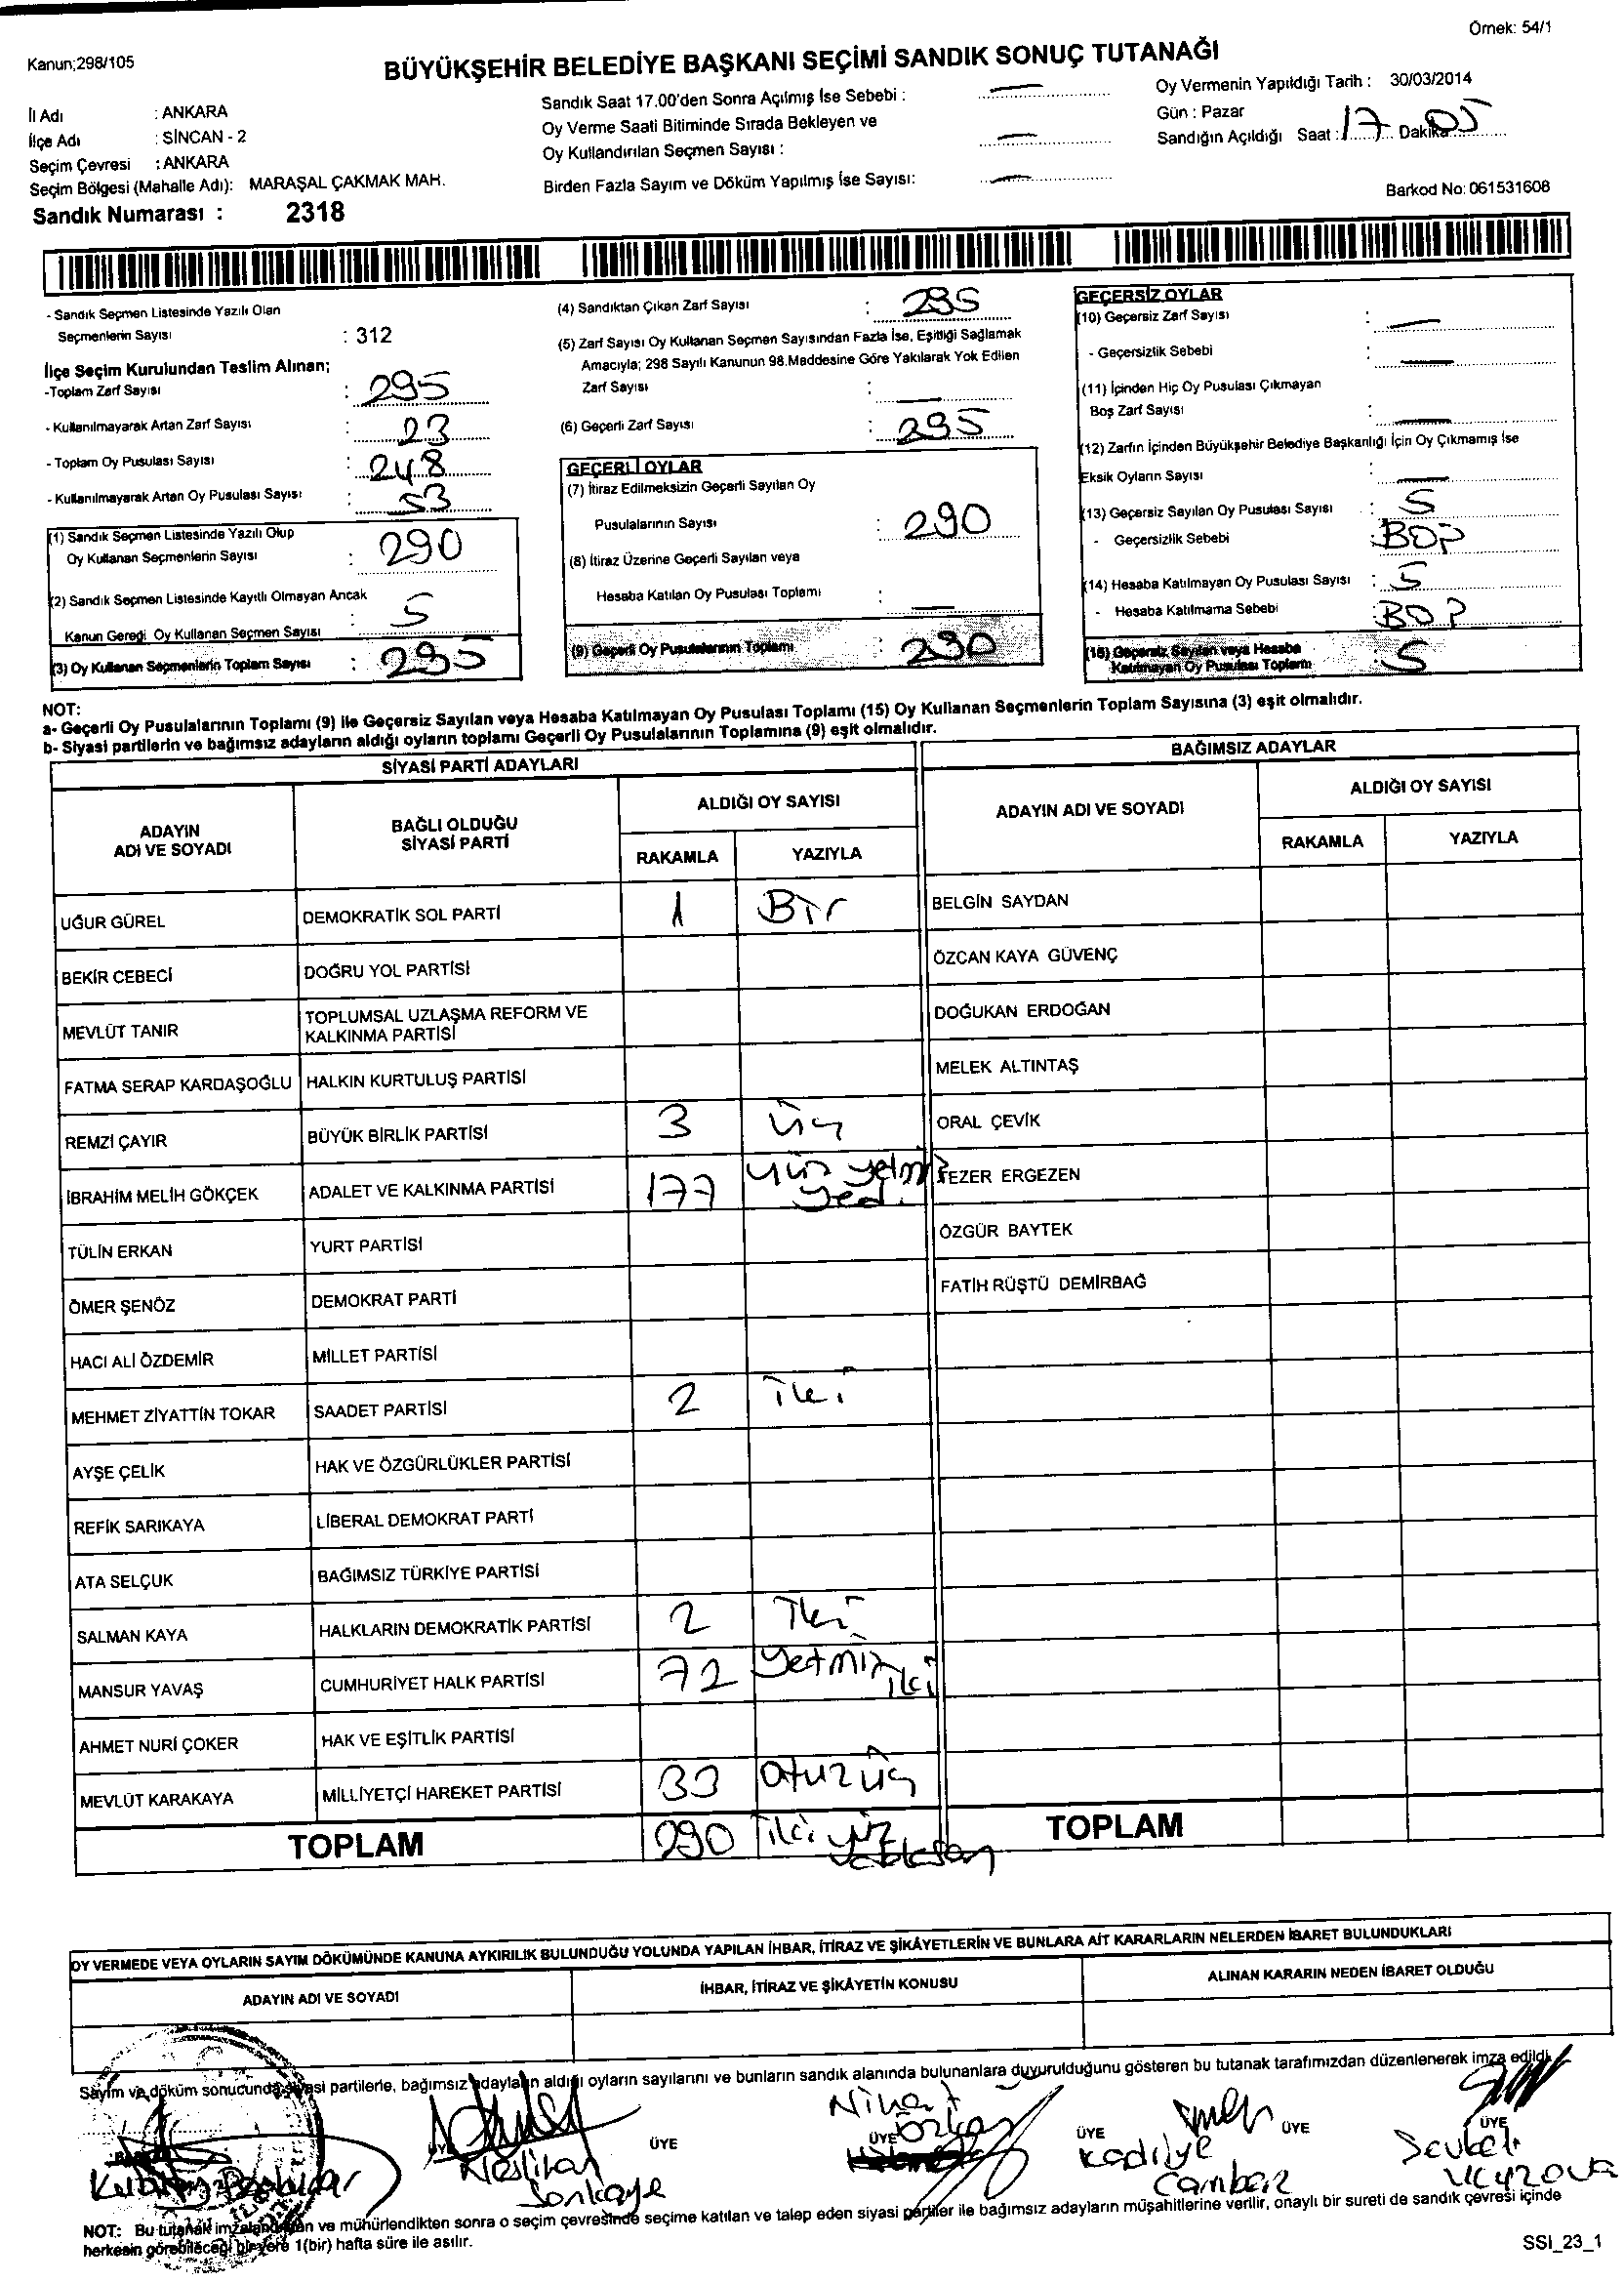 Örnek: 54/1
Kanun;298/105
BÜYÜKŞEHİR BELEDİYE BAŞKANI SEÇİMİ SANDIK SONUÇ TUTANAĞI
İl Adı : ANKARA
İlçe Adı : SİNCAN - 2
Seçim Çevresi : ANKARA
Seçim Bölgesi (Mahalle Adı): MARAŞAL ÇAKMAK MAH.
Sandık Numarası : 2318
Sandık Saat 17.00'den Sonra Açılmış İse Sebebi : —
Oy Verme Saati Bitiminde Sırada Bekleyen ve
Oy Kullandırılan Seçmen Sayısı : —
Birden Fazla Sayım ve Döküm Yapılmış İse Sayısı: —
Oy Vermenin Yapıldığı Tarih : 30/03/2014
Gün : Pazar
Sandığın Açıldığı Saat : 17 Dakika 05
Barkod No: 061531608
- Sandık Seçmen Listesinde Yazılı Olan
Seçmenlerin Sayısı : 312
İlçe Seçim Kurulundan Teslim Alınan;
-Toplam Zarf Sayısı : 295
- Kullanılmayarak Artan Zarf Sayısı : 23
- Toplam Oy Pusulası Sayısı : 248
- Kullanılmayarak Artan Oy Pusulası Sayısı : 53
(1) Sandık Seçmen Listesinde Yazılı Olup
Oy Kullanan Seçmenlerin Sayısı : 290
(2) Sandık Seçmen Listesinde Kayıtlı Olmayan Ancak
Kanun Gereği Oy Kullanan Seçmen Sayısı : 5
(3) Oy Kullanan Seçmenlerin Toplam Sayısı : 295
(4) Sandıktan Çıkan Zarf Sayısı : 295
(5) Zarf Sayısı Oy Kullanan Seçmen Sayısından Fazla İse, Eşitliği Sağlamak
Amacıyla; 298 Sayılı Kanunun 98.Maddesine Göre Yakılarak Yok Edilen
Zarf Sayısı : —
(6) Geçerli Zarf Sayısı : 295
GEÇERLİ OYLAR
(7) İtiraz Edilmeksizin Geçerli Sayılan Oy
Pusulalarının Sayısı : 290
(8) İtiraz Üzerine Geçerli Sayılan veya
Hesaba Katılan Oy Pusulası Toplamı : —
(9) Geçerli Oy Pusulalarının Toplamı : 290
GEÇERSİZ OYLAR
(10) Geçersiz Zarf Sayısı : —
- Geçersizlik Sebebi : —
(11) İçinden Hiç Oy Pusulası Çıkmayan
Boş Zarf Sayısı : —
(12) Zarfın İçinden Büyükşehir Belediye Başkanlığı İçin Oy Çıkmamış İse
Eksik Oyların Sayısı : —
(13) Geçersiz Sayılan Oy Pusulası Sayısı : 5
- Geçersizlik Sebebi : BOP
(14) Hesaba Katılmayan Oy Pusulası Sayısı : 5
- Hesaba Katılmama Sebebi : BOP
(15) Geçersiz Sayılan veya Hesaba
Katılmayan Oy Pusulası Toplamı : 5
NOT:
a- Geçerli Oy Pusulalarının Toplamı (9) ile Geçersiz Sayılan veya Hesaba Katılmayan Oy Pusulası Toplamı (15) Oy Kullanan Seçmenlerin Toplam Sayısına (3) eşit olmalıdır.
b- Siyasi partilerin ve bağımsız adayların aldığı oyların toplamı Geçerli Oy Pusulalarının Toplamına (9) eşit olmalıdır.
SİYASİ PARTİ ADAYLARI
ADAYIN ADI VE SOYADI
BAĞLI OLDUĞU SİYASİ PARTİ
ALDIĞI OY SAYISI
RAKAMLA YAZIYLA
UĞUR GÜREL DEMOKRATİK SOL PARTİ 1 Bir
BEKİR CEBECİ DOĞRU YOL PARTİSİ
MEVLÜT TANIR TOPLUMSAL UZLAŞMA REFORM VE KALKINMA PARTİSİ
FATMA SERAP KARDAŞOĞLU HALKIN KURTULUŞ PARTİSİ
REMZİ ÇAYIR BÜYÜK BİRLİK PARTİSİ 3 üç
İBRAHİM MELİH GÖKÇEK ADALET VE KALKINMA PARTİSİ 177 yüz yetmiş yedi
TÜLİN ERKAN YURT PARTİSİ
ÖMER ŞENÖZ DEMOKRAT PARTİ
HACI ALİ ÖZDEMİR MİLLET PARTİSİ
MEHMET ZİYATTİN TOKAR SAADET PARTİSİ 2 iki
AYŞE ÇELİK HAK VE ÖZGÜRLÜKLER PARTİSİ
REFİK SARIKAYA LİBERAL DEMOKRAT PARTİ
ATA SELÇUK BAĞIMSIZ TÜRKİYE PARTİSİ
SALMAN KAYA HALKLARIN DEMOKRATİK PARTİSİ 2 iki
MANSUR YAVAŞ CUMHURİYET HALK PARTİSİ 72 yetmiş iki
AHMET NURİ ÇOKER HAK VE EŞİTLİK PARTİSİ
MEVLÜT KARAKAYA MİLLİYETÇİ HAREKET PARTİSİ 33 otuz üç
TOPLAM 290 iki yüz doksan
BAĞIMSIZ ADAYLAR
ADAYIN ADI VE SOYADI
ALDIĞI OY SAYISI
RAKAMLA YAZIYLA
BELGİN SAYDAN
ÖZCAN KAYA GÜVENÇ
DOĞUKAN ERDOĞAN
MELEK ALTINTAŞ
ORAL ÇEVİK
EZER ERGEZEN
ÖZGÜR BAYTEK
FATİH RÜŞTÜ DEMİRBAĞ
TOPLAM
OY VERMEDE VEYA OYLARIN SAYIM DÖKÜMÜNDE KANUNA AYKIRILIK BULUNDUĞU YOLUNDA YAPILAN İHBAR, İTİRAZ VE ŞİKÂYETLERİN VE BUNLARA AİT KARARLARIN NELERDEN İBARET BULUNDUKLARI
ADAYIN ADI VE SOYADI
İHBAR, İTİRAZ VE ŞİKÂYETİN KONUSU
ALINAN KARARIN NEDEN İBARET OLDUĞU
Sayım ve döküm sonucunda siyasi partilerle, bağımsız adayların aldığı oyların sayılarını ve bunların sandık alanında bulunanlara duyurulduğunu gösteren bu tutanak tarafımızdan düzenlenerek imza edildi.
ÜYE ÜYE ÜYE ÜYE ÜYE
Neslihan Sarıkaya
Nihat Özkan
Kadriye Cambaz
Şevket
NOT: Bu tutanak imzalandıktan ve mühürlendikten sonra o seçim çevresinde seçime katılan ve talep eden siyasi partiler ile bağımsız adayların müşahitlerine verilir, onaylı bir sureti de sandık çevresi içinde
herkesin görebileceği bir yere 1(bir) hafta süre ile asılır.
SSI_23_1